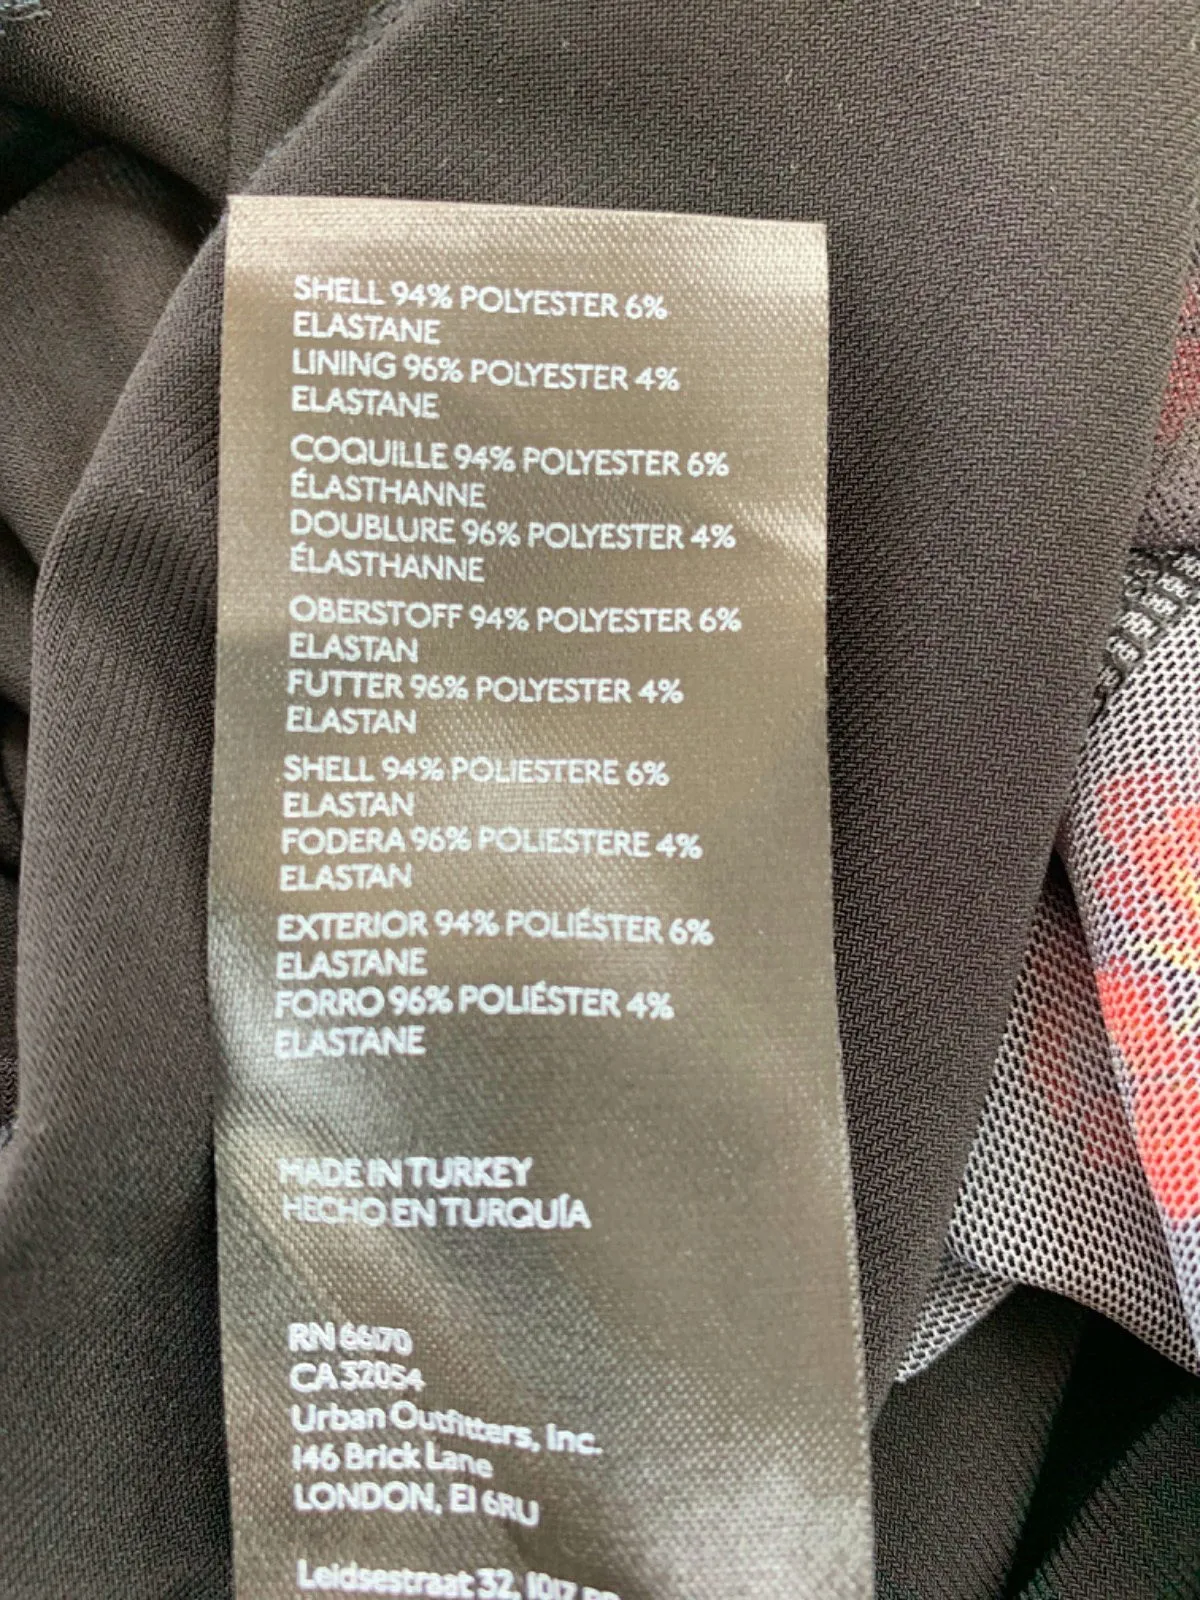 SHELL 94% POLYESTER 6%
ELASTANE
LINING 96% POLYESTER 4%
ELASTANE
COQUILLE 94% POLYESTER 6%
ÉLASTHANNE
DOUBLURE 96% POLYESTER 4%
ÉLASTHANNE
OBERSTOFF 94% POLYESTER 6%
ELASTAN
FUTTER 96% POLYESTER 4%
ELASTAN
SHELL 94% POLIESTERE 6%
ELASTAN
FODERA 96% POLIESTERE 4%
ELASTAN
EXTERIOR 94% POLIÉSTER 6%
ELASTANE
FORRO 96% POLIÉSTER 4%
ELASTANE
MADE IN TURKEY
HECHO EN TURQUÍA
RN 66170
CA 32054
Urban Outfitters, Inc.
146 Brick Lane
LONDON, E1 6RU
Leidsestraat 32, 1017